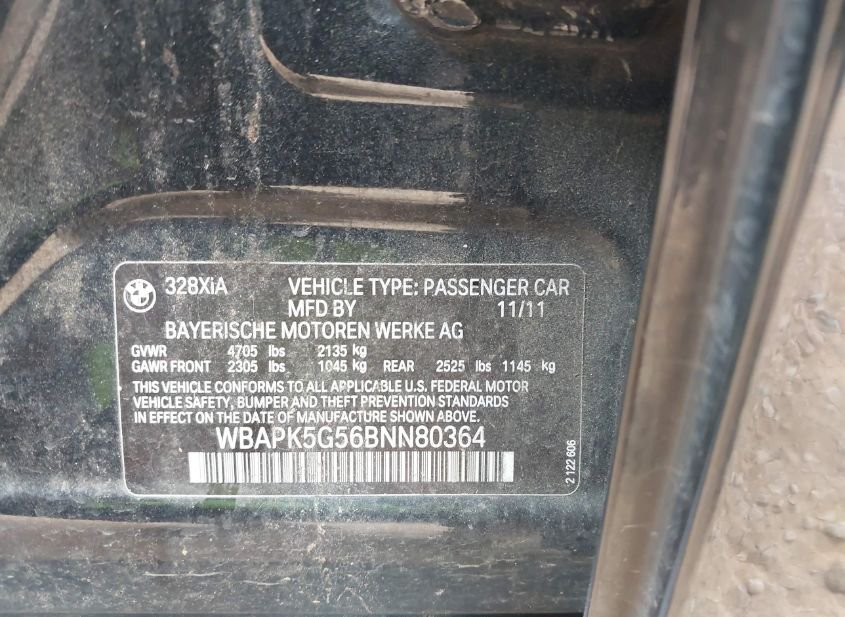 328XiA VEHICLE TYPE: PASSENGER CAR
MFD BY 11/11
BAYERISCHE MOTOREN WERKE AG
GVWR 4705 lbs 2135 kg
GAWR FRONT 2305 lbs 1045 kg REAR 2525 lbs 1145 kg
THIS VEHICLE CONFORMS TO ALL APPLICABLE U.S. FEDERAL MOTOR
VEHICLE SAFETY, BUMPER AND THEFT PREVENTION STANDARDS
IN EFFECT ON THE DATE OF MANUFACTURE SHOWN ABOVE.
WBAPK5G56BNN80364
2 122 606